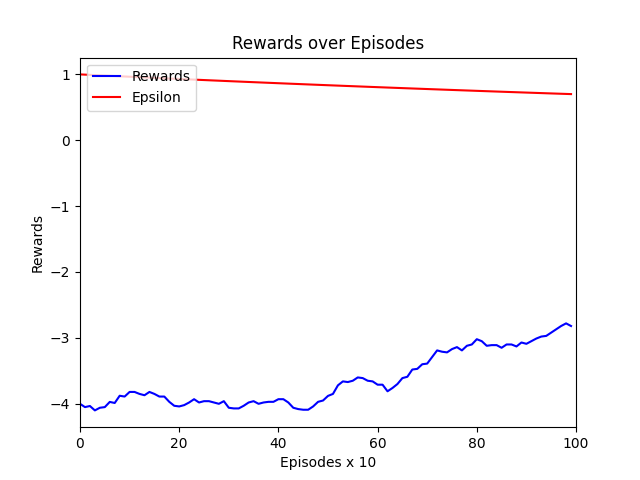 Rewards over Episodes
Rewards
Epsilon
1
0
−1
−2
−3
−4
Rewards
0 20 40 60 80 100
Episodes x 10